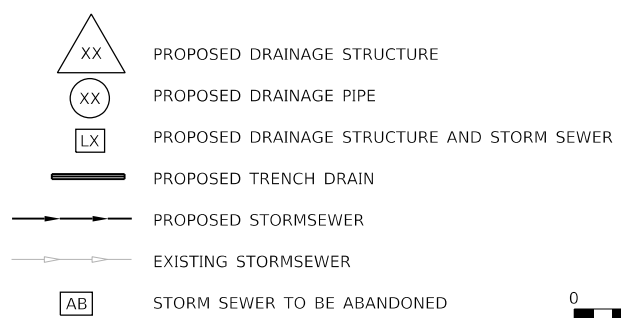 XX PROPOSED DRAINAGE STRUCTURE
XX PROPOSED DRAINAGE PIPE
LX PROPOSED DRAINAGE STRUCTURE AND STORM SEWER
PROPOSED TRENCH DRAIN
PROPOSED STORMSEWER
EXISTING STORMSEWER
AB STORM SEWER TO BE ABANDONED
0